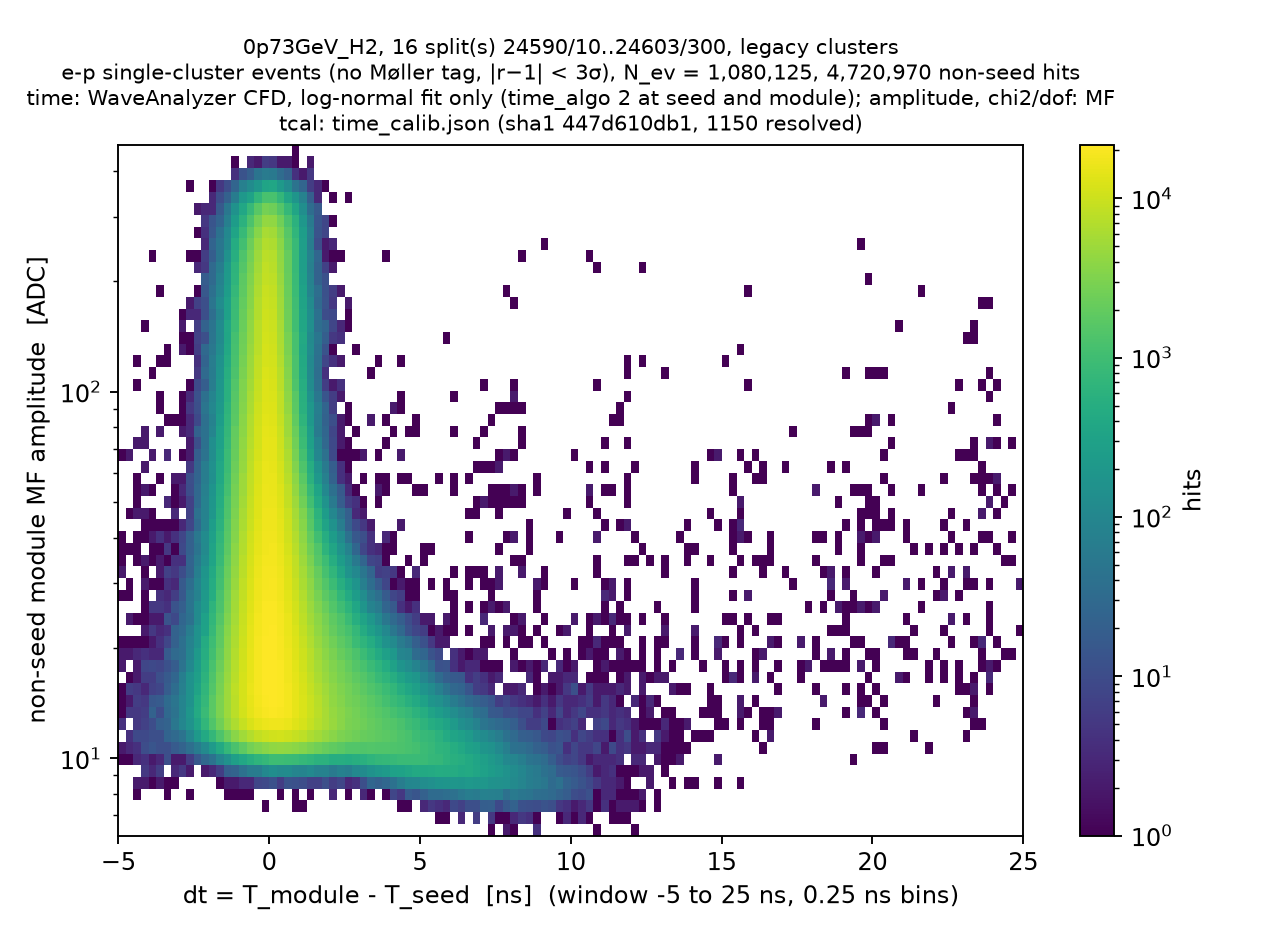 0p73GeV_H2, 16 split(s) 24590/10..24603/300, legacy clusters
e-p single-cluster events (no Møller tag, |r−1| < 3σ), N_ev = 1,080,125, 4,720,970 non-seed hits
time: WaveAnalyzer CFD, log-normal fit only (time_algo 2 at seed and module); amplitude, chi2/dof: MF
tcal: time_calib.json (sha1 447d610db1, 1150 resolved)
non-seed module MF amplitude [ADC]
10²
10¹
−5 0 5 10 15 20 25
dt = T_module - T_seed [ns] (window -5 to 25 ns, 0.25 ns bins)
10⁴
10³
10²
10¹
10⁰
hits